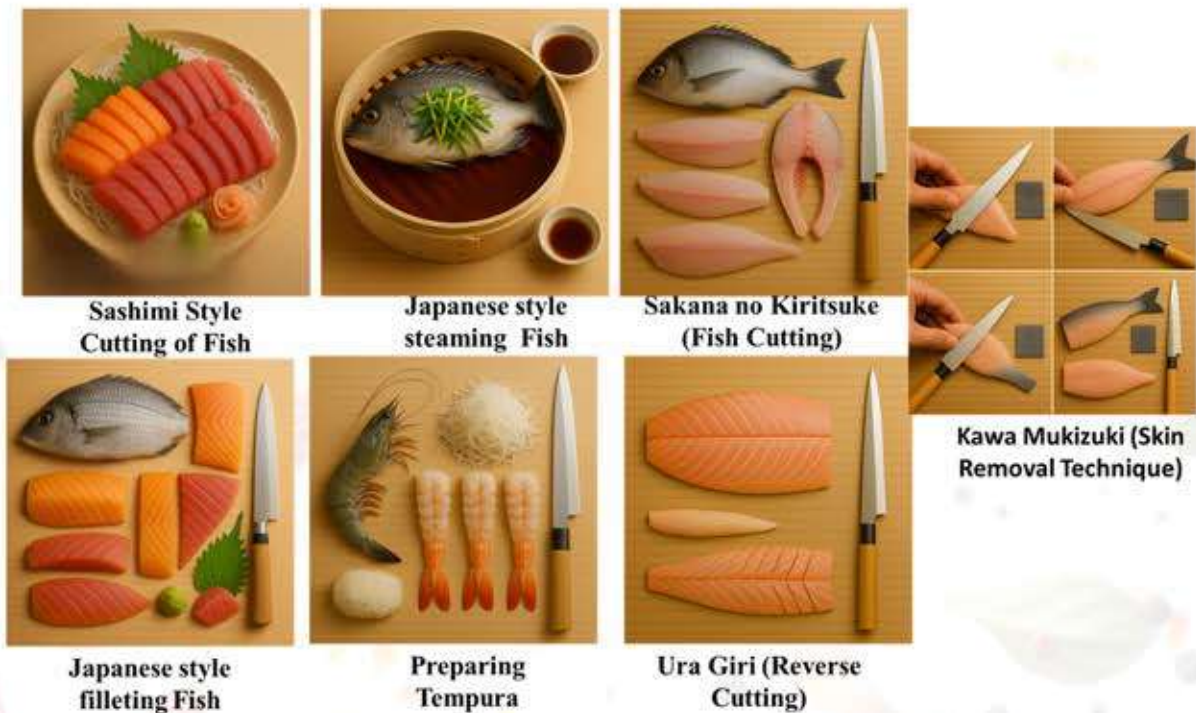 Sashimi Style
Cutting of Fish
Japanese style
steaming Fish
Sakana no Kiritsuke
(Fish Cutting)
Kawa Mukizuki (Skin
Removal Technique)
Japanese style
filleting Fish
Preparing
Tempura
Ura Giri (Reverse
Cutting)